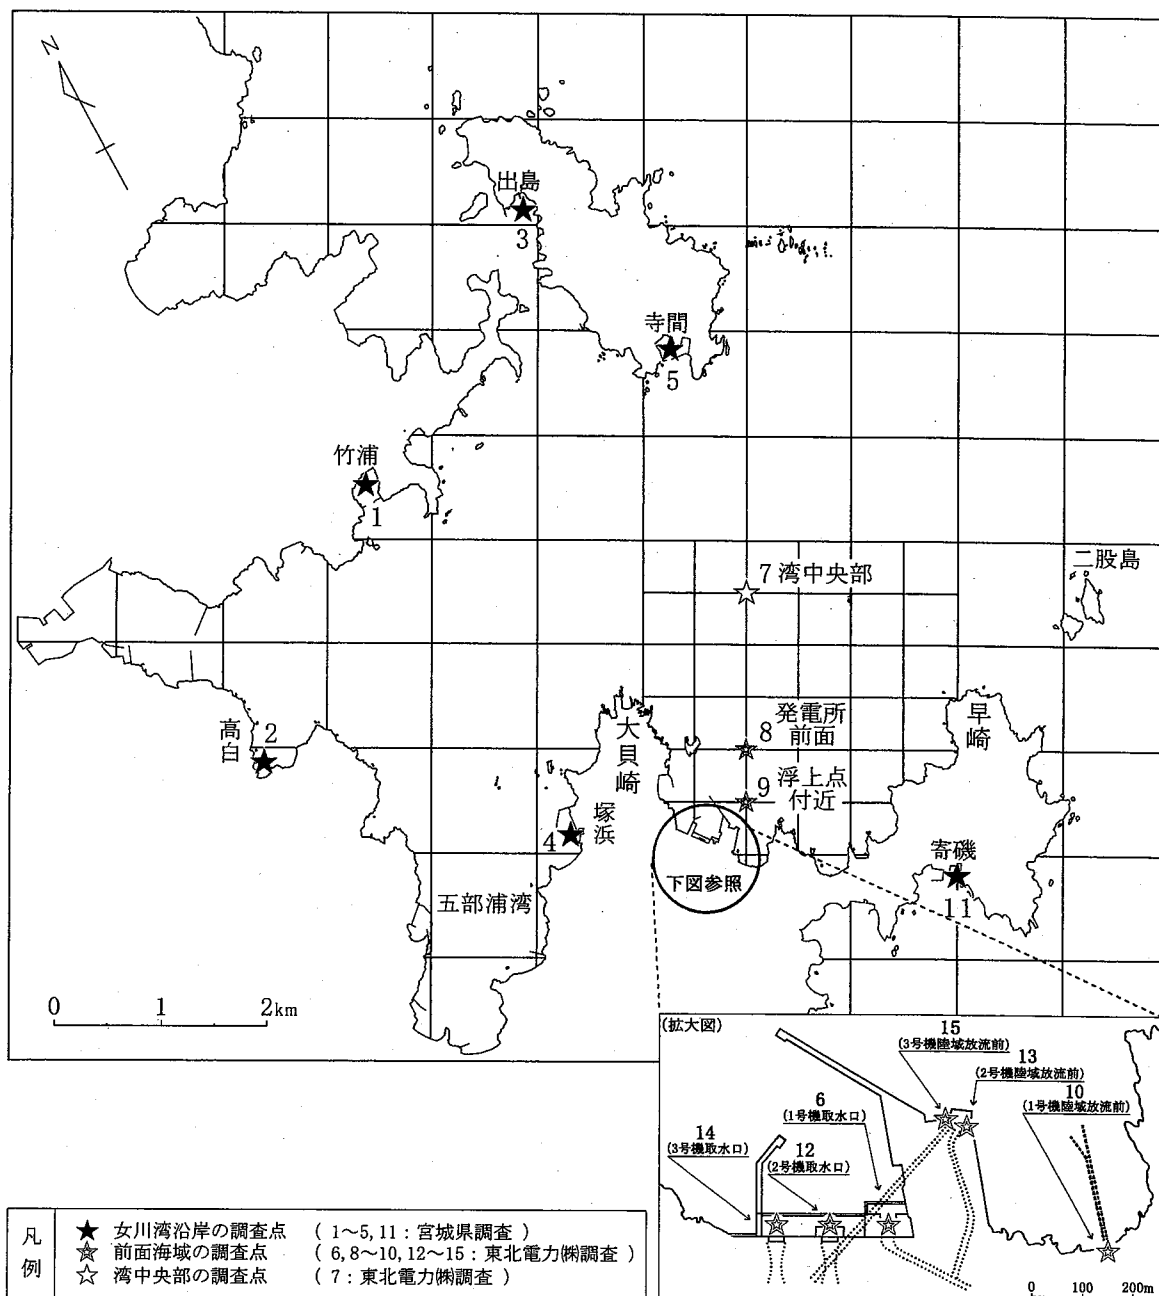 N
出島
3
寺間
5
竹浦
1
7 湾中央部
二股島
高白
2
大貝崎
8
発電所
前面
早崎
9
浮上点
付近
塚浜
4
下図参照
寄磯
11
五部浦湾
0 1 2km
(拡大図)
15
(3号機陸域放流前)
13
(2号機陸域放流前)
10
(1号機陸域放流前)
6
(1号機取水口)
14
(3号機取水口)
12
(2号機取水口)
0 100 200m
凡例
★ 女川湾沿岸の調査点 ( 1~5, 11 : 宮城県調査 )
前面海域の調査点 ( 6, 8~10, 12~15 : 東北電力㈱調査 )
☆ 湾中央部の調査点 ( 7 : 東北電力㈱調査 )